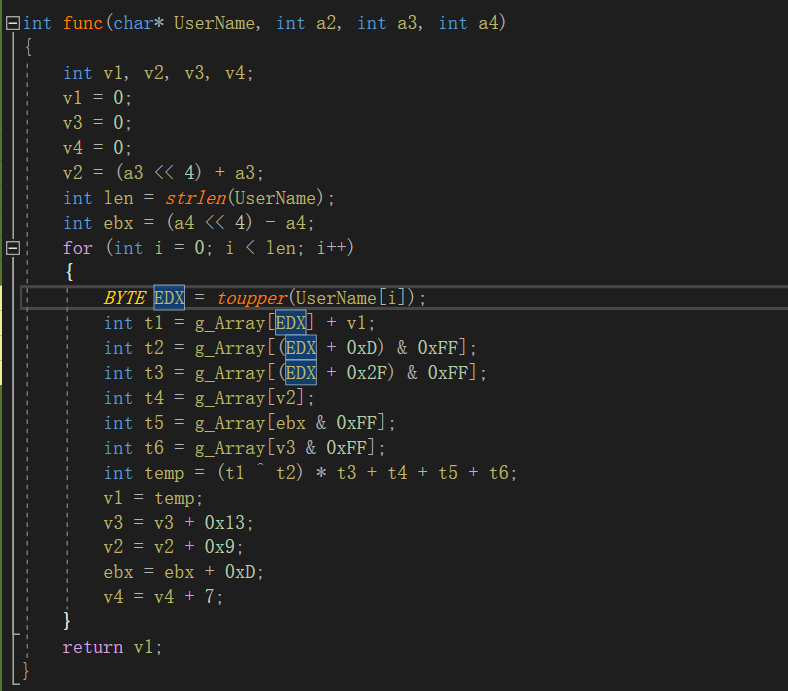 int func(char* UserName, int a2, int a3, int a4)
{
int v1, v2, v3, v4;
v1 = 0;
v3 = 0;
v4 = 0;
v2 = (a3 << 4) + a3;
int len = strlen(UserName);
int ebx = (a4 << 4) - a4;
for (int i = 0; i < len; i++)
{
BYTE EDX = toupper(UserName[i]);
int t1 = g_Array[EDX] + v1;
int t2 = g_Array[(EDX + 0xD) & 0xFF];
int t3 = g_Array[(EDX + 0x2F) & 0xFF];
int t4 = g_Array[v2];
int t5 = g_Array[ebx & 0xFF];
int t6 = g_Array[v3 & 0xFF];
int temp = (t1 ^ t2) * t3 + t4 + t5 + t6;
v1 = temp;
v3 = v3 + 0x13;
v2 = v2 + 0x9;
ebx = ebx + 0xD;
v4 = v4 + 7;
}
return v1;
}